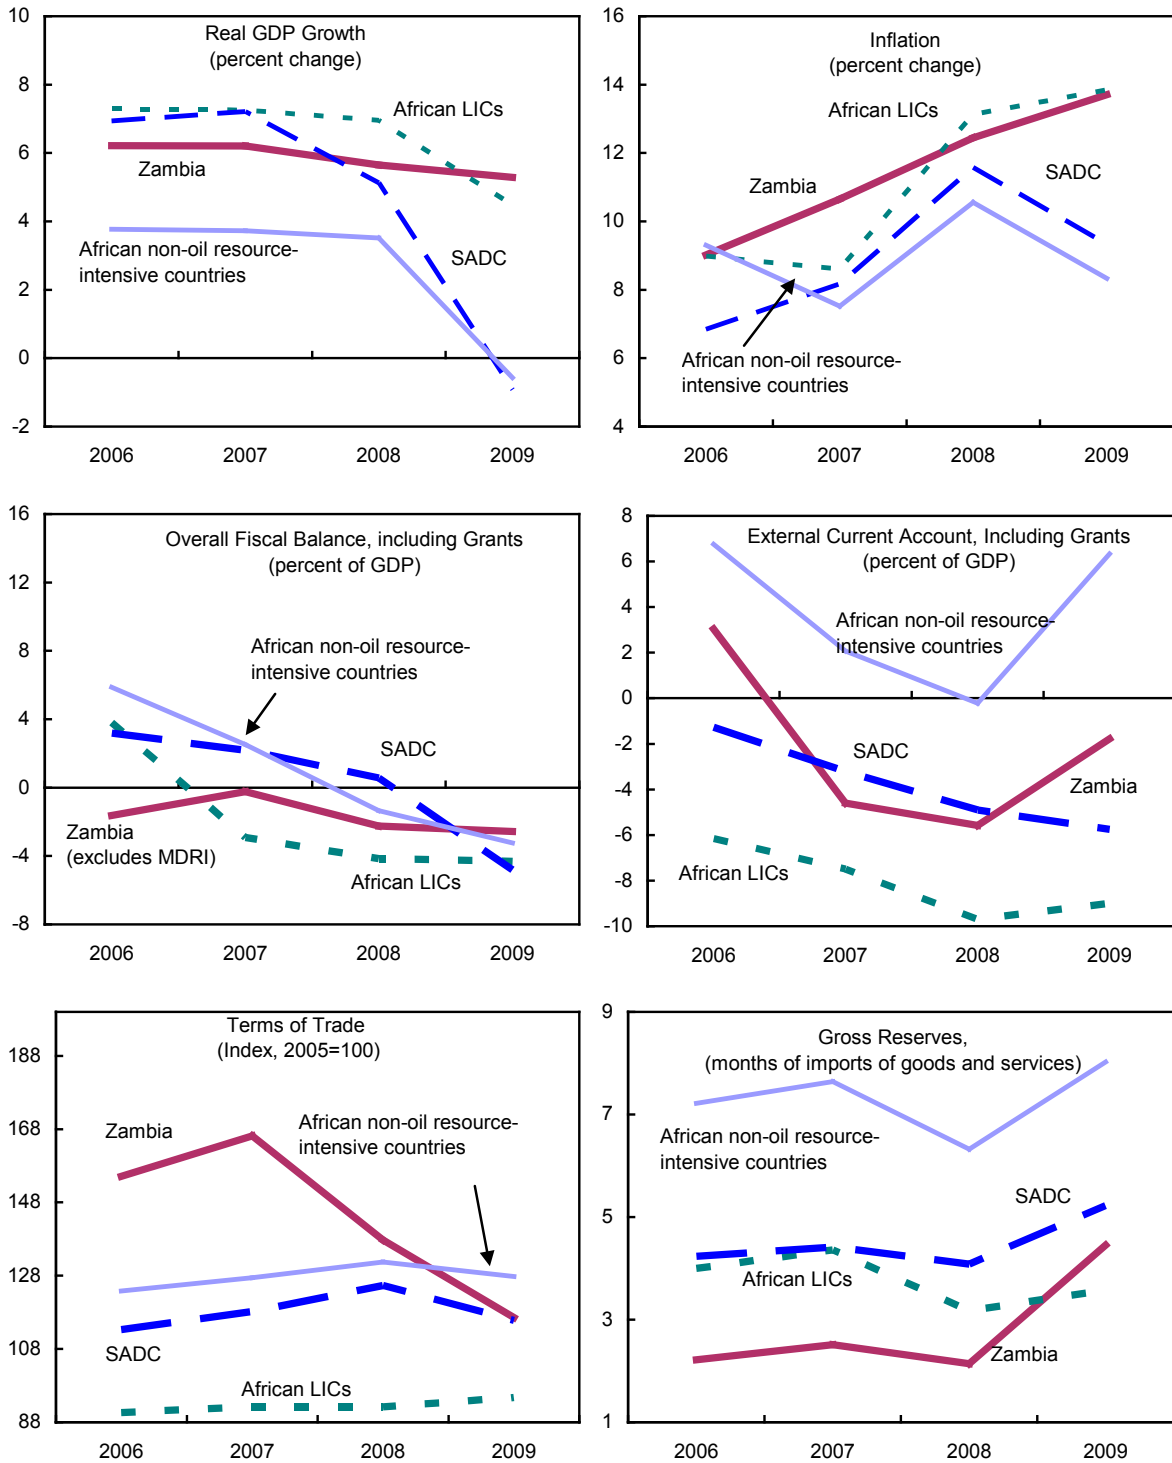 Real GDP Growth
(percent change)
10
8
6
4
2
0
-2
African LICs
Zambia
African non-oil resource-
intensive countries
SADC
2006 2007 2008 2009
Inflation
(percent change)
16
14
12
10
8
6
4
African LICs
SADC
Zambia
African non-oil resource-
intensive countries
2006 2007 2008 2009
Overall Fiscal Balance, including Grants
(percent of GDP)
16
12
8
4
0
-4
-8
African non-oil resource-
intensive countries
SADC
Zambia
(excludes MDRI)
African LICs
2006 2007 2008 2009
External Current Account, Including Grants
(percent of GDP)
8
6
4
2
0
-2
-4
-6
-8
-10
African non-oil resource-
intensive countries
SADC
Zambia
African LICs
2006 2007 2008 2009
Terms of Trade
(Index, 2005=100)
188
168
148
128
108
88
Zambia
African non-oil resource-
intensive countries
SADC
African LICs
2006 2007 2008 2009
Gross Reserves,
(months of imports of goods and services)
9
7
5
3
1
African non-oil resource-
intensive countries
SADC
African LICs
Zambia
2006 2007 2008 2009